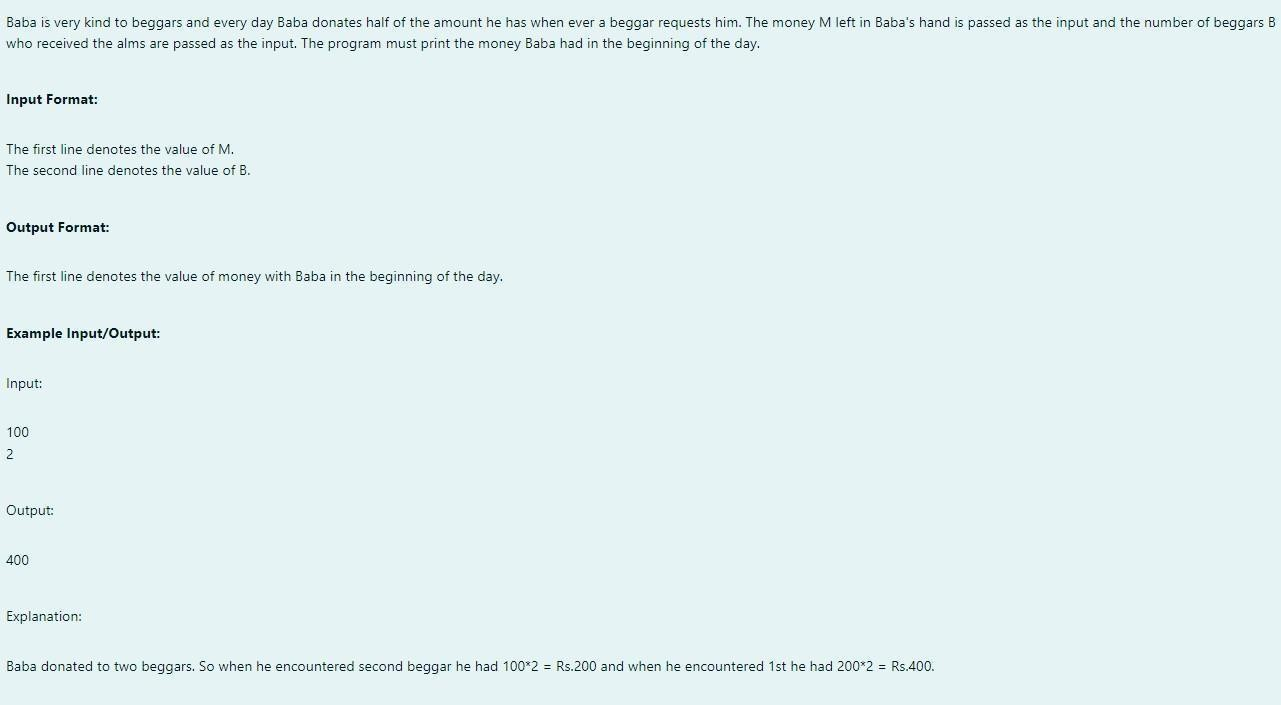 Baba is very kind to beggars and every day Baba donates half of the amount he has when ever a beggar requests him. The money M left in Baba's hand is passed as the input and the number of beggars B
who received the alms are passed as the input. The program must print the money Baba had in the beginning of the day.
Input Format:
The first line denotes the value of M.
The second line denotes the value of B.
Output Format:
The first line denotes the value of money with Baba in the beginning of the day.
Example Input/Output:
Input:
100
2
Output:
400
Explanation:
Baba donated to two beggars. So when he encountered second beggar he had 100*2 = Rs.200 and when he encountered 1st he had 200*2 = Rs.400.